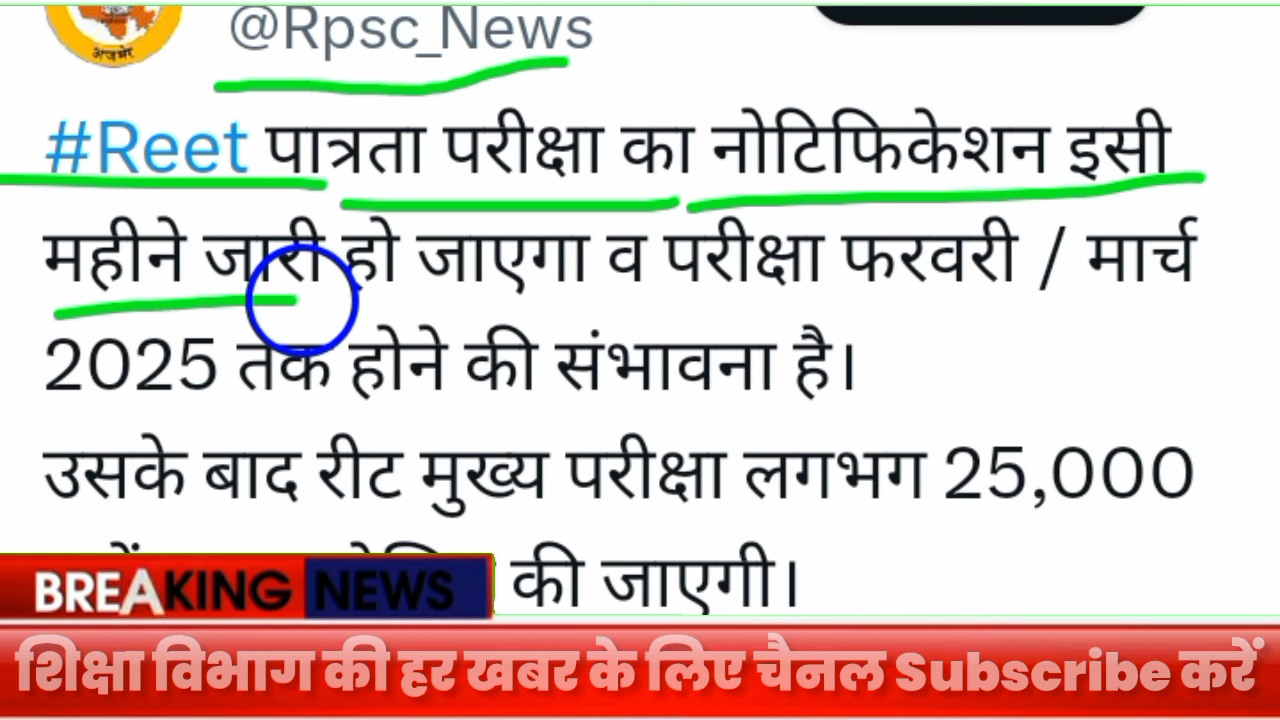 अजमेर
@Rpsc_News
#Reet पात्रता परीक्षा का नोटिफिकेशन इसी
महीने जारी हो जाएगा व परीक्षा फरवरी / मार्च
2025 तक होने की संभावना है।
उसके बाद रीट मुख्य परीक्षा लगभग 25,000
की जाएगी।
BREAKING NEWS
शिक्षा विभाग की हर खबर के लिए चैनल Subscribe करें